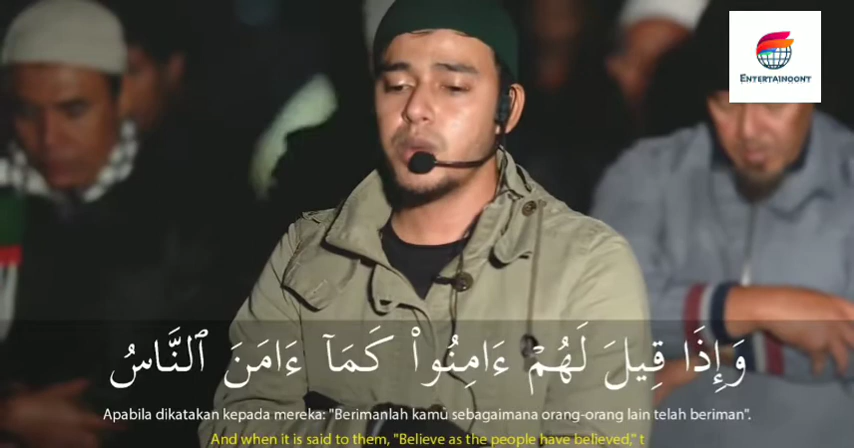 ENTERTAINOONT
وَإِذَا قِيلَ لَهُمْ ءَامِنُوا۟ كَمَآ ءَامَنَ ٱلنَّاسُ
Apabila dikatakan kepada mereka: "Berimanlah kamu sebagaimana orang-orang lain telah beriman".
And when it is said to them, "Believe as the people have believed," t